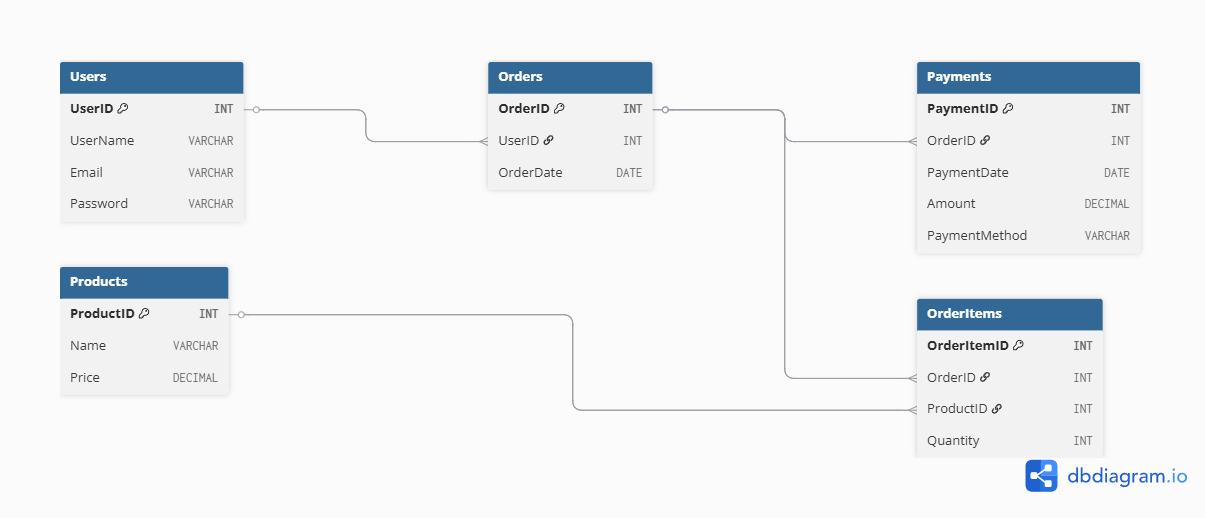 Users
UserID INT
UserName VARCHAR
Email VARCHAR
Password VARCHAR
Orders
OrderID INT
UserID INT
OrderDate DATE
Payments
PaymentID INT
OrderID INT
PaymentDate DATE
Amount DECIMAL
PaymentMethod VARCHAR
Products
ProductID INT
Name VARCHAR
Price DECIMAL
OrderItems
OrderItemID INT
OrderID INT
ProductID INT
Quantity INT
dbdiagram.io